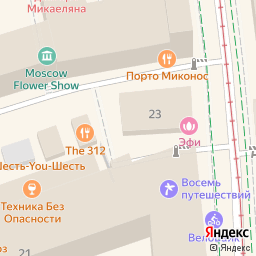 Микаеляна
Moscow
Flower Show
Порто Миконос
23
Эфи
The 312
есть-You-Шесть
Восемь
путешествий
Техника Без
Опасности
Яндекс
21